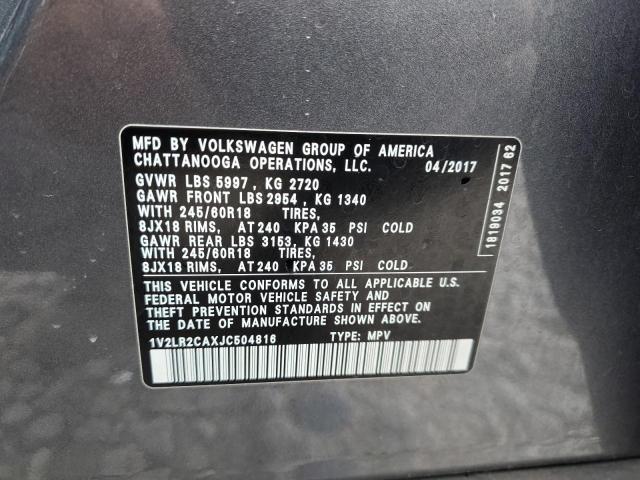 MFD BY VOLKSWAGEN GROUP OF AMERICA
CHATTANOOGA OPERATIONS, LLC. 04/2017
GVWR LBS 5997 , KG 2720
GAWR FRONT LBS 2954 , KG 1340
WITH 245/60R18 TIRES,
8JX18 RIMS, AT 240 KPA 35 PSI COLD
GAWR REAR LBS 3153, KG 1430
WITH 245/60R18 TIRES,
8JX18 RIMS, AT 240 KPA 35 PSI COLD
THIS VEHICLE CONFORMS TO ALL APPLICABLE U.S.
FEDERAL MOTOR VEHICLE SAFETY AND
THEFT PREVENTION STANDARDS IN EFFECT ON
THE DATE OF MANUFACTURE SHOWN ABOVE.
1V2LR2CAXJC504816 TYPE: MPV
1819034 2017 62